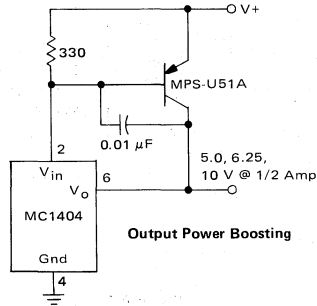 V+
330
MPS-U51A
0.01 μF
2
Vin
5.0, 6.25,
10 V @ 1/2 Amp
6
Vo
MC1404
Output Power Boosting
Gnd
4